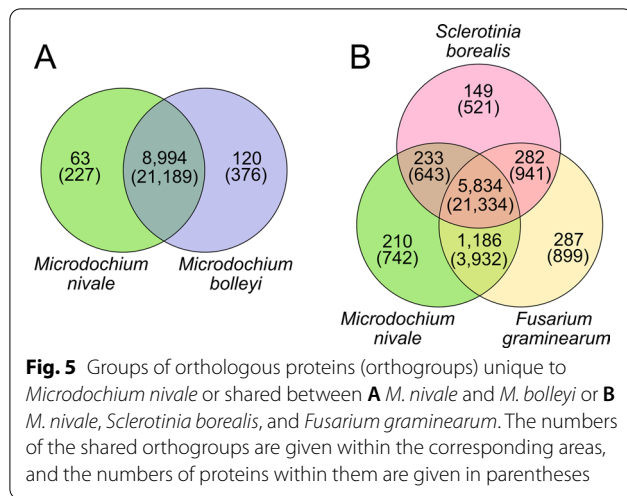 A
63
(227)
8,994
(21,189)
120
(376)
Microdochium
nivale
Microdochium
bolleyi
B
Sclerotinia
borealis
149
(521)
233
(643)
282
(941)
5,834
(21,334)
210
(742)
1,186
(3,932)
287
(899)
Microdochium
nivale
Fusarium
graminearum
Fig. 5 Groups of orthologous proteins (orthogroups) unique to
Microdochium nivale or shared between A M. nivale and M. bolleyi or B
M. nivale, Sclerotinia borealis, and Fusarium graminearum. The numbers
of the shared orthogroups are given within the corresponding areas,
and the numbers of proteins within them are given in parentheses